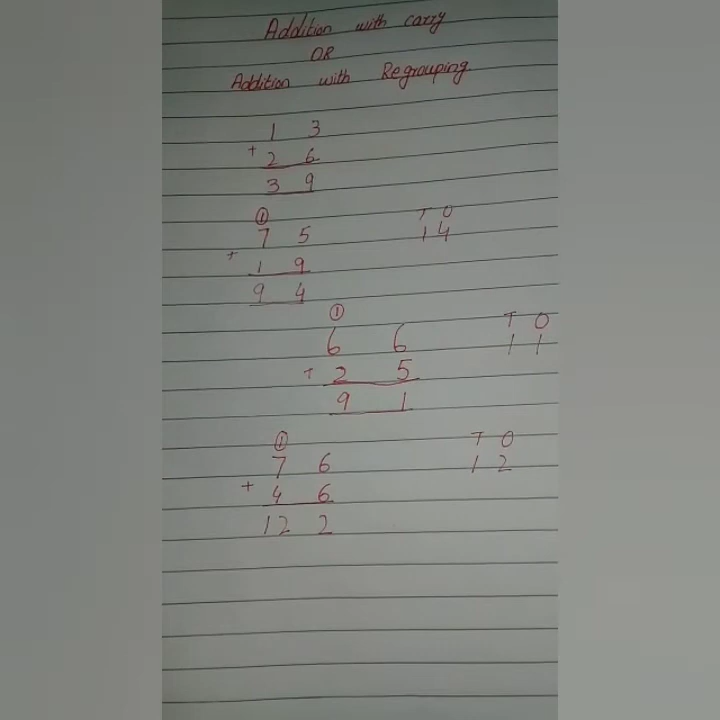 Addition with carry
OR
Addition with Regrouping
1 3
+ 2 6
3 9
①
7 5
+ 1 9
9 4
T O
1 4
①
6 6
+ 2 5
9 1
T O
1 1
①
7 6
+ 4 6
12 2
T O
1 2